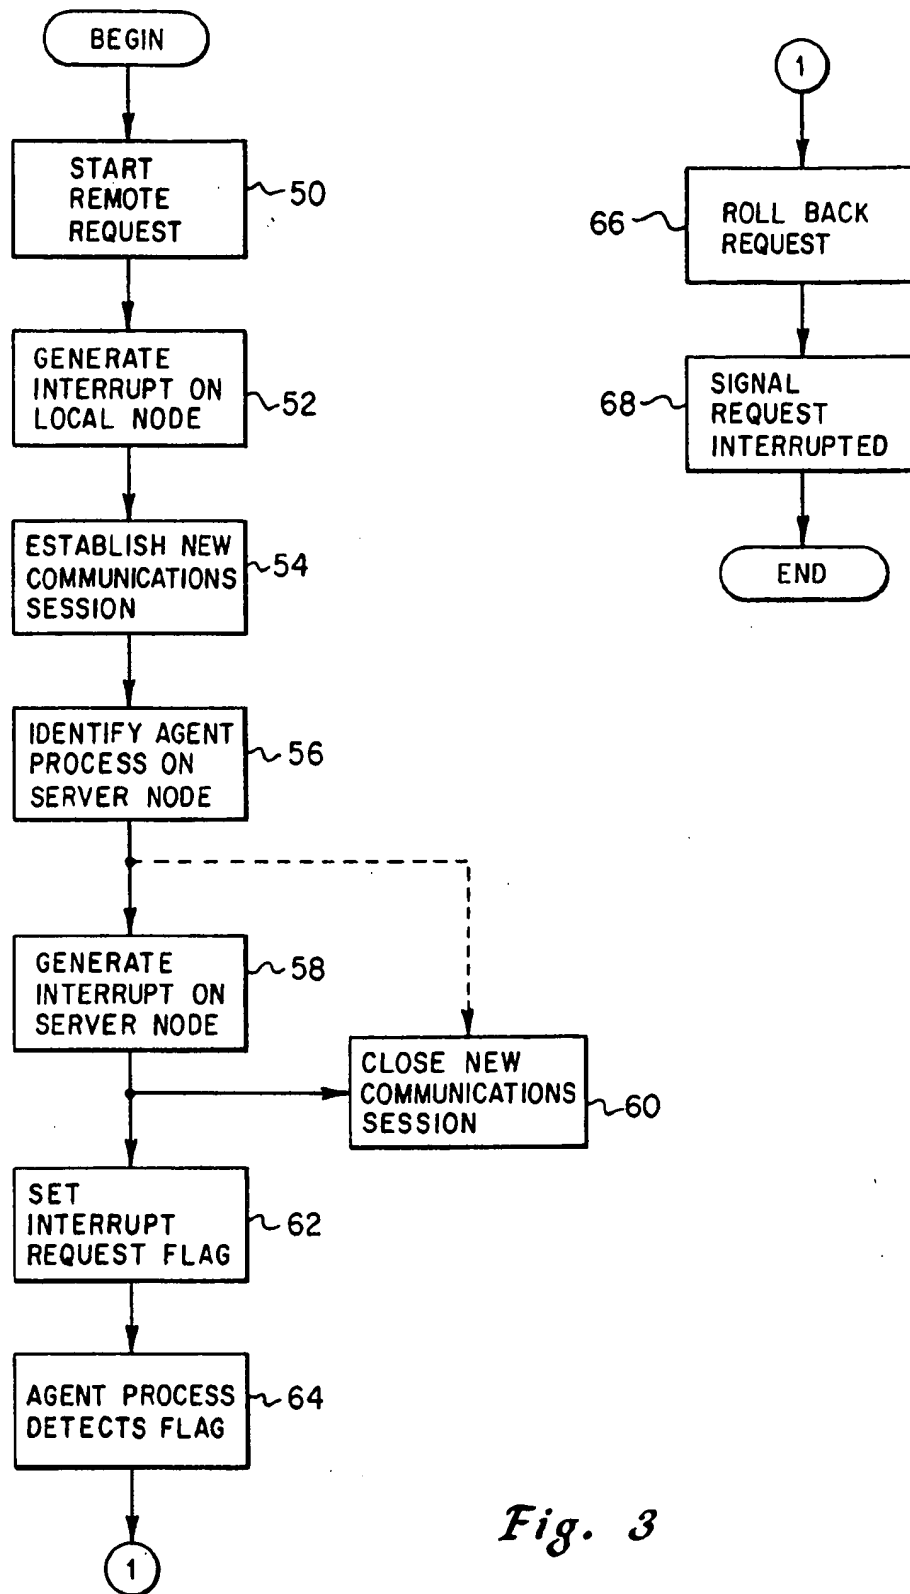 BEGIN
START
REMOTE
REQUEST
50
GENERATE
INTERRUPT ON
LOCAL NODE
52
ESTABLISH NEW
COMMUNICATIONS
SESSION
54
IDENTIFY AGENT
PROCESS ON
SERVER NODE
56
GENERATE
INTERRUPT ON
SERVER NODE
58
CLOSE NEW
COMMUNICATIONS
SESSION
60
SET
INTERRUPT
REQUEST FLAG
62
AGENT PROCESS
DETECTS FLAG
64
1
1
ROLL BACK
REQUEST
66
SIGNAL
REQUEST
INTERRUPTED
68
END
Fig. 3